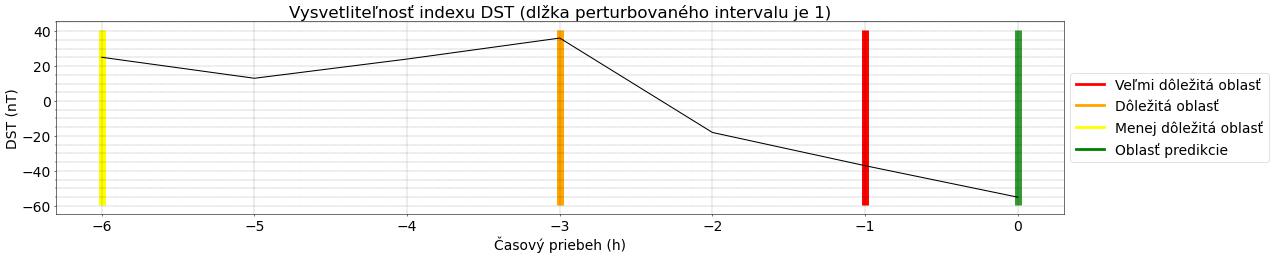 Vysvetliteľnosť indexu DST (dĺžka perturbovaného intervalu je 1)
40
20
0
−20
−40
−60
DST (nT)
−6 −5 −4 −3 −2 −1 0
Časový priebeh (h)
Veľmi dôležitá oblasť
Dôležitá oblasť
Menej dôležitá oblasť
Oblasť predikcie